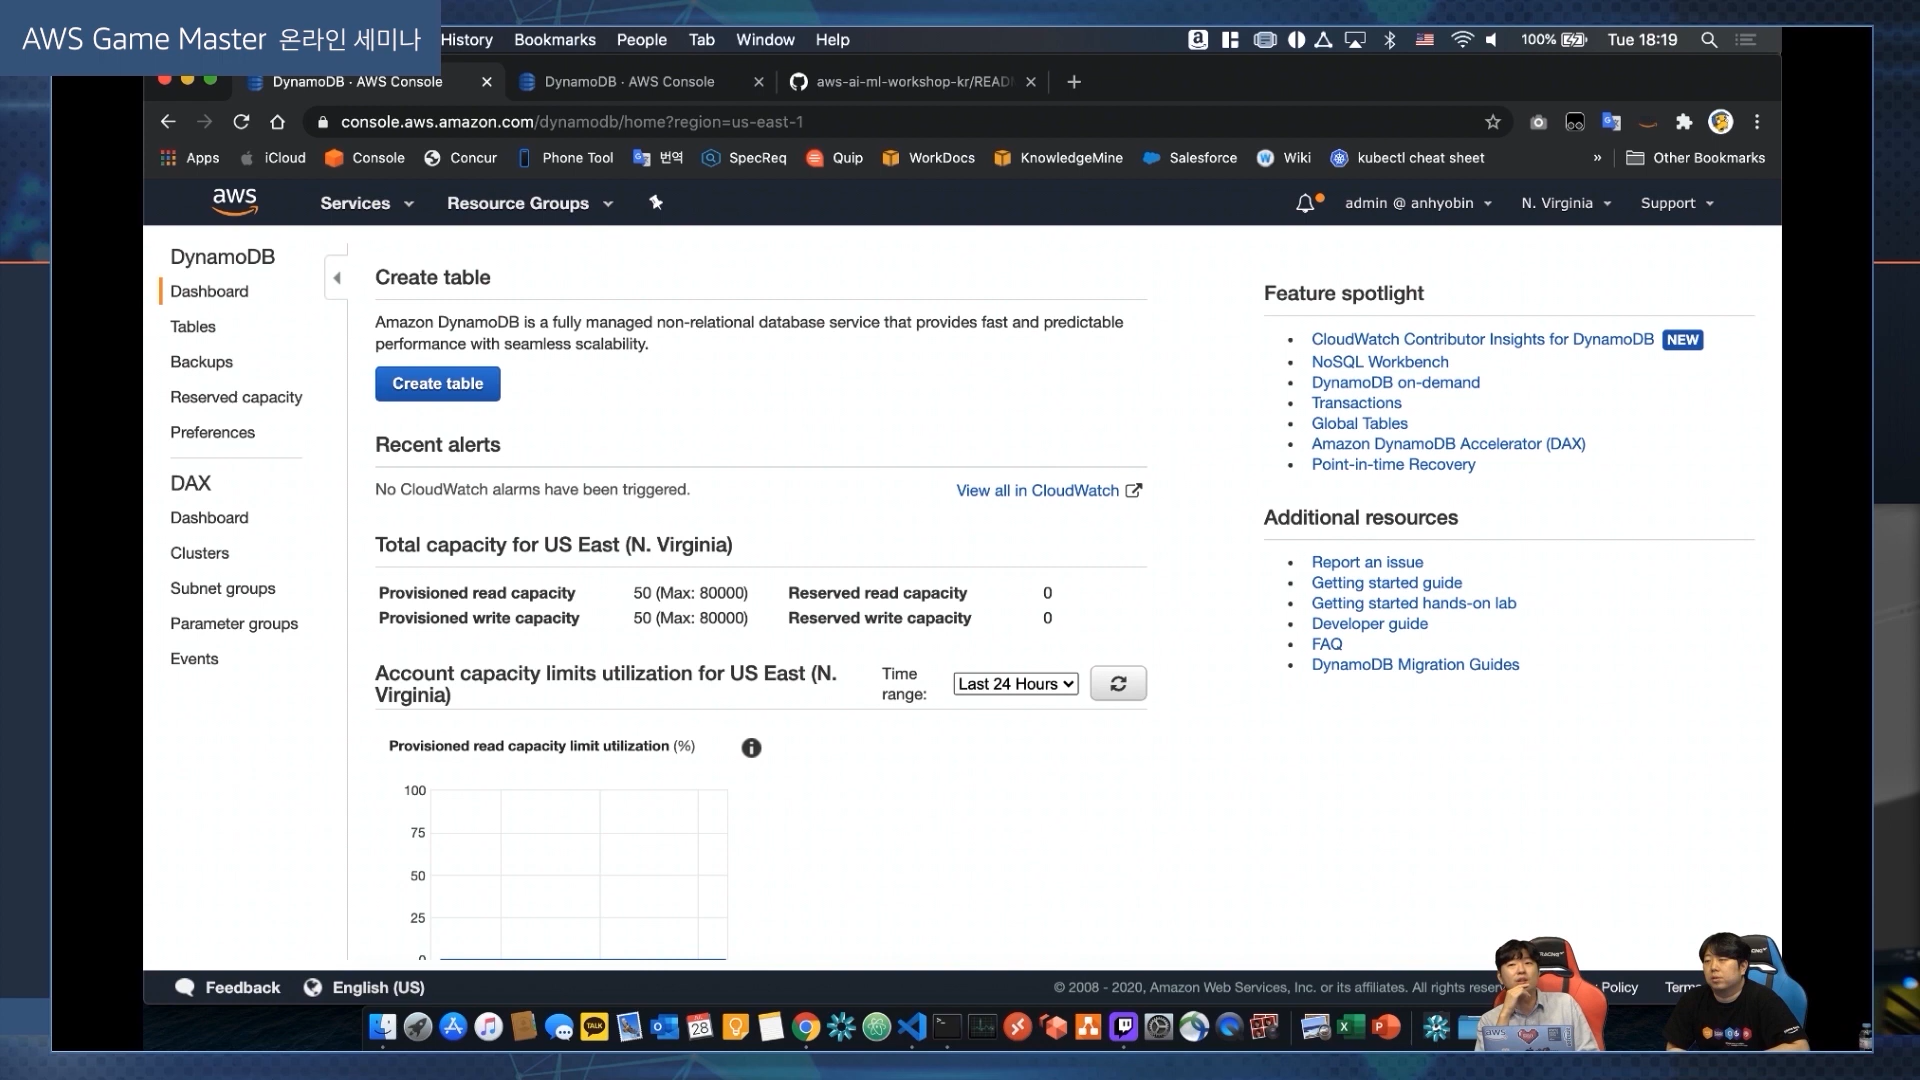 AWS Game Master 온라인 세미나
History Bookmarks People Tab Window Help
100% Tue 18:19
DynamoDB · AWS Console
DynamoDB · AWS Console
aws-ai-ml-workshop-kr/READ
console.aws.amazon.com/dynamodb/home?region=us-east-1
Apps iCloud Console Concur Phone Tool 번역 SpecReq Quip WorkDocs KnowledgeMine Salesforce Wiki kubectl cheat sheet » Other Bookmarks
aws Services Resource Groups admin @ anhyobin N. Virginia Support
DynamoDB
Dashboard
Tables
Backups
Reserved capacity
Preferences
DAX
Dashboard
Clusters
Subnet groups
Parameter groups
Events
Create table
Amazon DynamoDB is a fully managed non-relational database service that provides fast and predictable
performance with seamless scalability.
Create table
Recent alerts
No CloudWatch alarms have been triggered.
View all in CloudWatch
Total capacity for US East (N. Virginia)
Provisioned read capacity 50 (Max: 80000) Reserved read capacity 0
Provisioned write capacity 50 (Max: 80000) Reserved write capacity 0
Account capacity limits utilization for US East (N.
Virginia)
Time
range:
Last 24 Hours
Provisioned read capacity limit utilization (%)
100
75
50
25
0
Feature spotlight
CloudWatch Contributor Insights for DynamoDB NEW
NoSQL Workbench
DynamoDB on-demand
Transactions
Global Tables
Amazon DynamoDB Accelerator (DAX)
Point-in-time Recovery
Additional resources
Report an issue
Getting started guide
Getting started hands-on lab
Developer guide
FAQ
DynamoDB Migration Guides
Feedback English (US)
© 2008 - 2020, Amazon Web Services, Inc. or its affiliates. All rights reser Policy Terms
TALK
28
aws